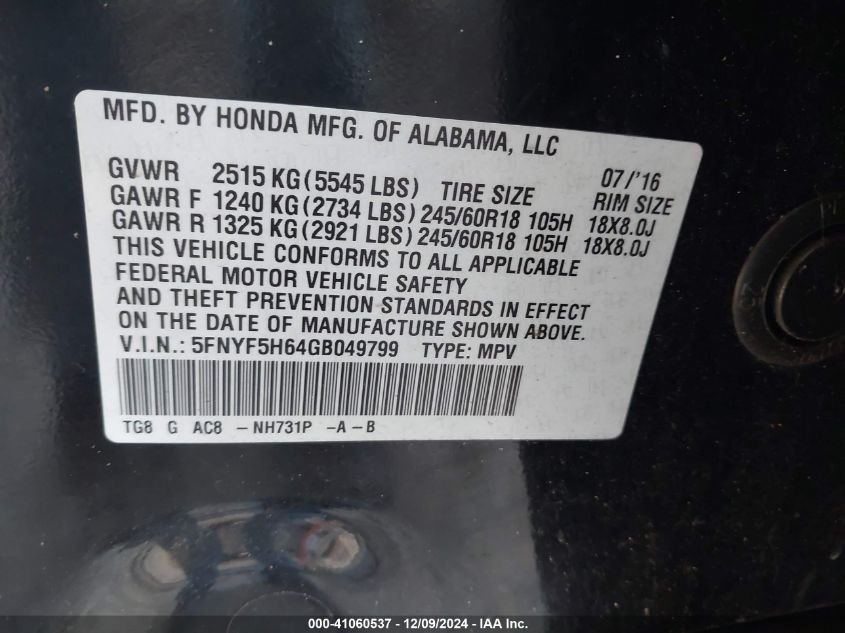 MFD. BY HONDA MFG. OF ALABAMA, LLC
GVWR 2515 KG (5545 LBS) TIRE SIZE 07/'16 RIM SIZE
GAWR F 1240 KG (2734 LBS) 245/60R18 105H 18X8.0J
GAWR R 1325 KG (2921 LBS) 245/60R18 105H 18X8.0J
THIS VEHICLE CONFORMS TO ALL APPLICABLE
FEDERAL MOTOR VEHICLE SAFETY
AND THEFT PREVENTION STANDARDS IN EFFECT
ON THE DATE OF MANUFACTURE SHOWN ABOVE.
V.I.N.: 5FNYF5H64GB049799 TYPE: MPV
TG8 G AC8 - NH731P -A-B
000-41060537 - 12/09/2024 - IAA Inc.